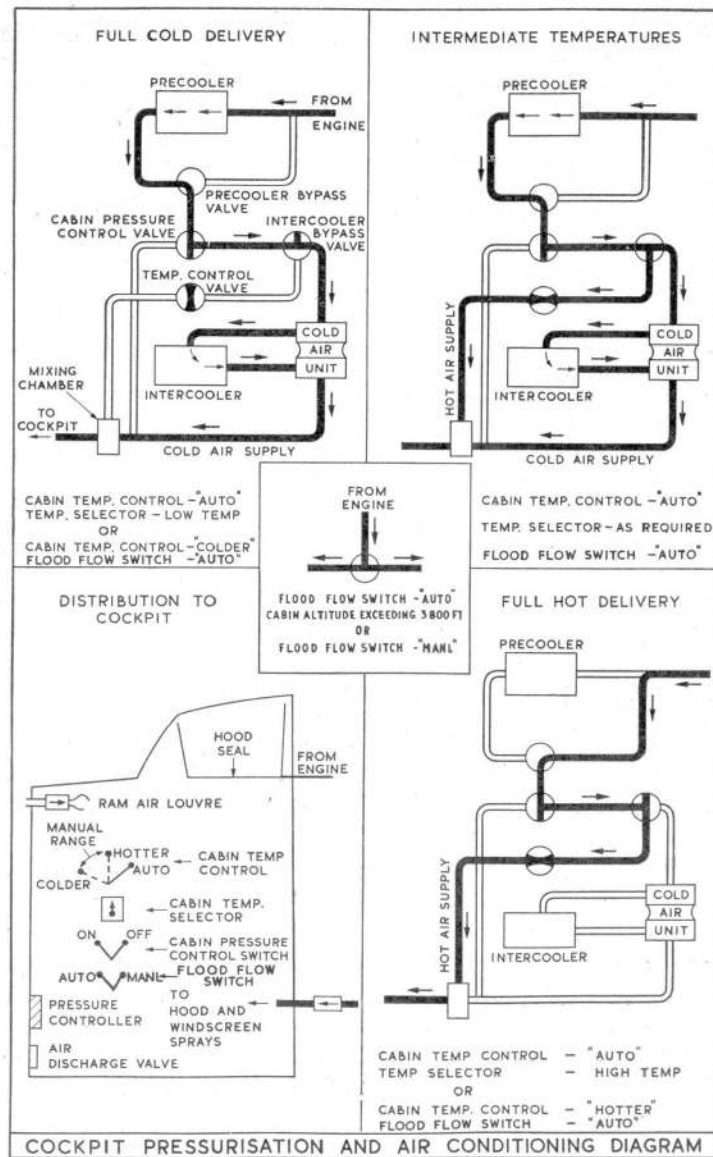 FULL COLD DELIVERY
PRECOOLER
FROM
ENGINE
PRECOOLER BYPASS
VALVE
CABIN PRESSURE
CONTROL VALVE
INTERCOOLER
BYPASS
VALVE
TEMP. CONTROL
VALVE
COLD
AIR
UNIT
INTERCOOLER
MIXING
CHAMBER
TO
COCKPIT
COLD AIR SUPPLY
CABIN TEMP. CONTROL -"AUTO"
TEMP. SELECTOR - LOW TEMP
OR
CABIN TEMP. CONTROL-"COLDER"
FLOOD FLOW SWITCH -"AUTO"
INTERMEDIATE TEMPERATURES
PRECOOLER
HOT AIR SUPPLY
COLD
AIR
UNIT
INTERCOOLER
COLD AIR SUPPLY
CABIN TEMP. CONTROL -"AUTO"
TEMP. SELECTOR - AS REQUIRED
FLOOD FLOW SWITCH -"AUTO"
FROM
ENGINE
FLOOD FLOW SWITCH -"AUTO"
CABIN ALTITUDE EXCEEDING 3800 FT
OR
FLOOD FLOW SWITCH -"MANL"
DISTRIBUTION TO
COCKPIT
HOOD
SEAL
FROM
ENGINE
RAM AIR LOUVRE
MANUAL
RANGE
HOTTER
AUTO
COLDER
CABIN TEMP
CONTROL
CABIN TEMP.
SELECTOR
ON OFF
CABIN PRESSURE
CONTROL SWITCH
AUTO MANL
FLOOD FLOW
SWITCH
PRESSURE
CONTROLLER
TO
HOOD AND
WINDSCREEN
SPRAYS
AIR
DISCHARGE VALVE
FULL HOT DELIVERY
PRECOOLER
HOT AIR SUPPLY
COLD
AIR
UNIT
INTERCOOLER
CABIN TEMP CONTROL - "AUTO"
TEMP SELECTOR - HIGH TEMP
OR
CABIN TEMP. CONTROL - "HOTTER"
FLOOD FLOW SWITCH - "AUTO"
COCKPIT PRESSURISATION AND AIR CONDITIONING DIAGRAM